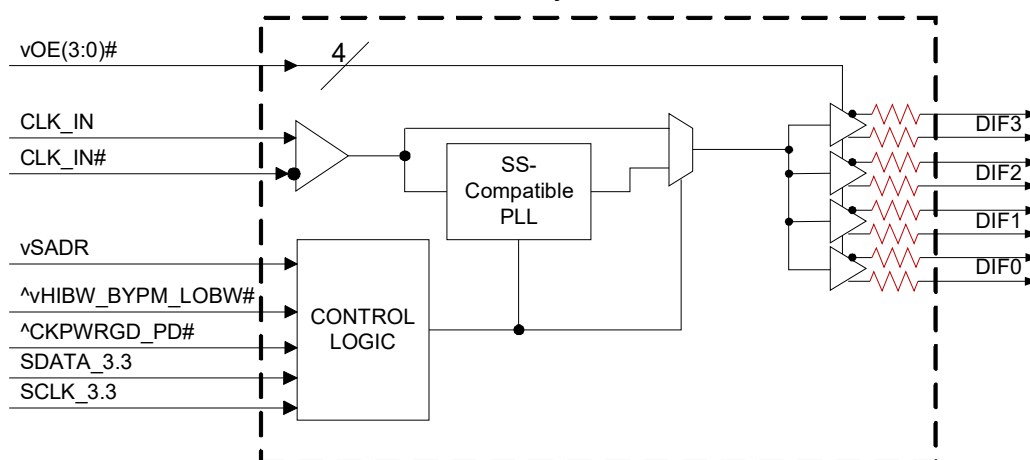 vOE(3:0)#
4
CLK_IN
CLK_IN#
SS-
Compatible
PLL
DIF3
DIF2
DIF1
DIF0
vSADR
^vHIBW_BYPM_LOBW#
^CKPWRGD_PD#
SDATA_3.3
SCLK_3.3
CONTROL
LOGIC